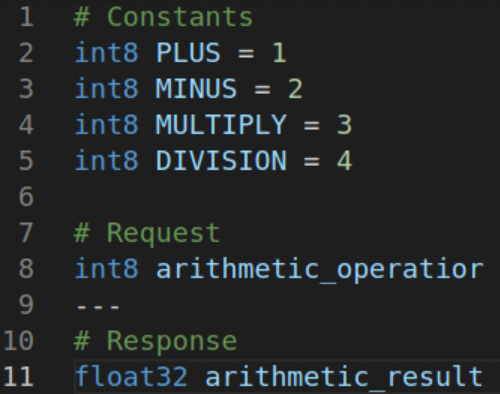 1 # Constants
2 int8 PLUS = 1
3 int8 MINUS = 2
4 int8 MULTIPLY = 3
5 int8 DIVISION = 4
6
7 # Request
8 int8 arithmetic_operatior
9 ---
10 # Response
11 float32 arithmetic_result